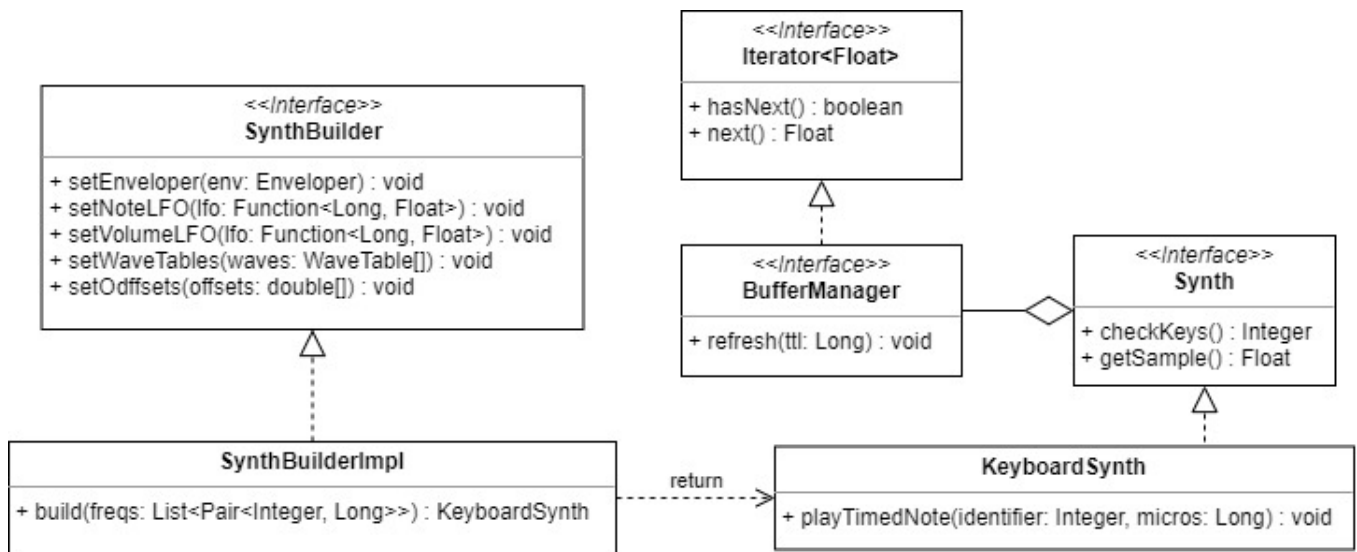 <<Interface>>
SynthBuilder
+ setEnveloper(env: Enveloper) : void
+ setNoteLFO(lfo: Function<Long, Float>) : void
+ setVolumeLFO(lfo: Function<Long, Float>) : void
+ setWaveTables(waves: WaveTable[]) : void
+ setOdffsets(offsets: double[]) : void
<<Interface>>
Iterator<Float>
+ hasNext() : boolean
+ next() : Float
<<Interface>>
BufferManager
+ refresh(ttl: Long) : void
<<Interface>>
Synth
+ checkKeys() : Integer
+ getSample() : Float
SynthBuilderImpl
+ build(freqs: List<Pair<Integer, Long>>) : KeyboardSynth
return
KeyboardSynth
+ playTimedNote(identifier: Integer, micros: Long) : void